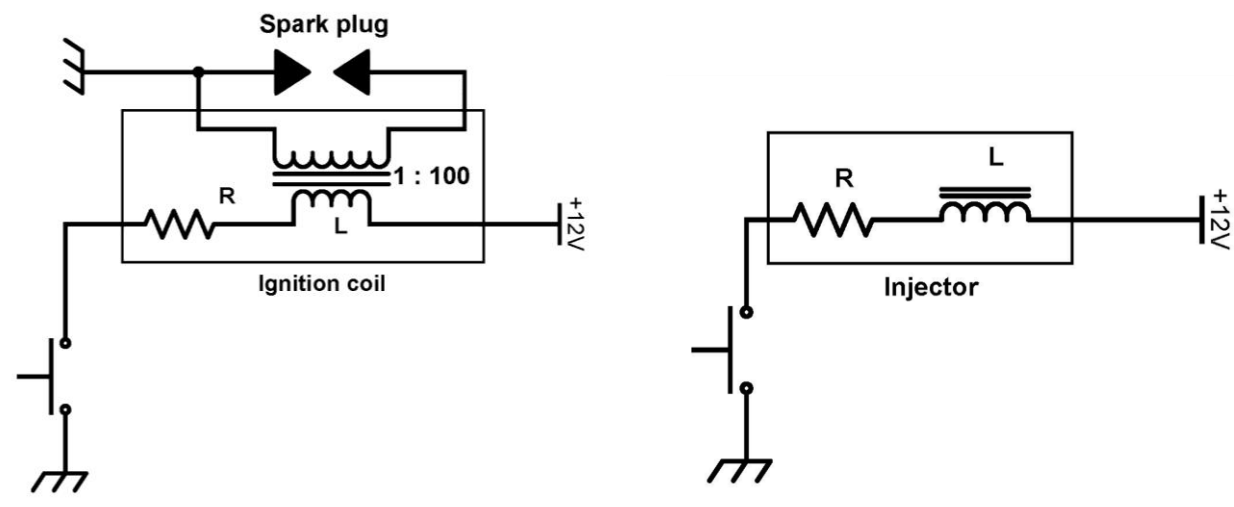 Spark plug
1 : 100
R
L
+12V
Ignition coil
L
R
+12V
Injector